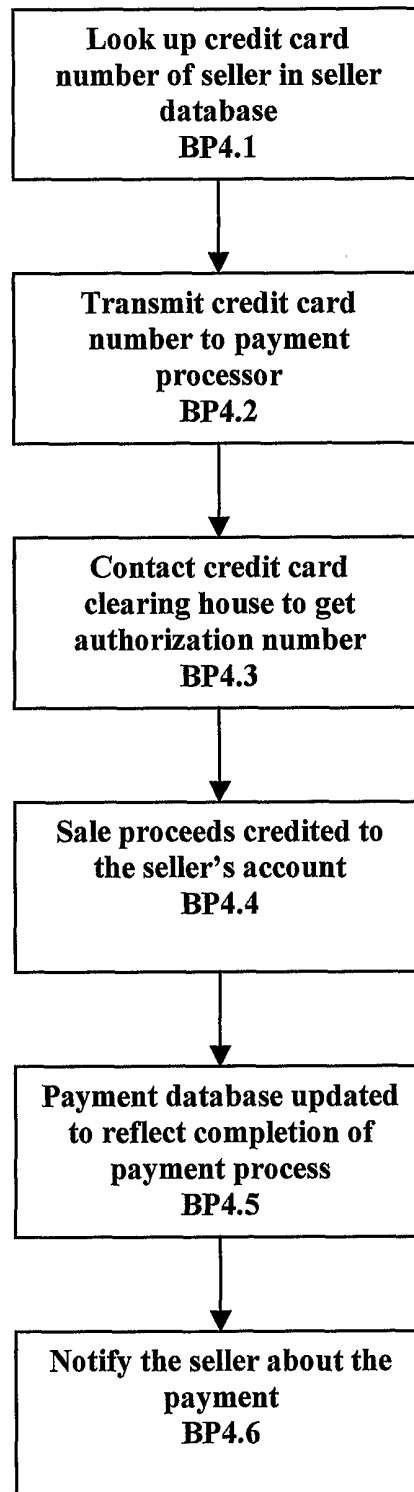 Look up credit card
number of seller in seller
database
BP4.1
Transmit credit card
number to payment
processor
BP4.2
Contact credit card
clearing house to get
authorization number
BP4.3
Sale proceeds credited to
the seller’s account
BP4.4
Payment database updated
to reflect completion of
payment process
BP4.5
Notify the seller about the
payment
BP4.6